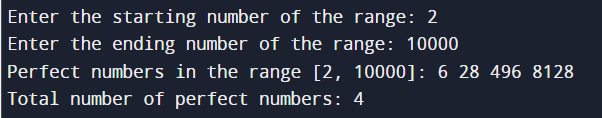 Enter the starting number of the range: 2
Enter the ending number of the range: 10000
Perfect numbers in the range [2, 10000]: 6 28 496 8128
Total number of perfect numbers: 4